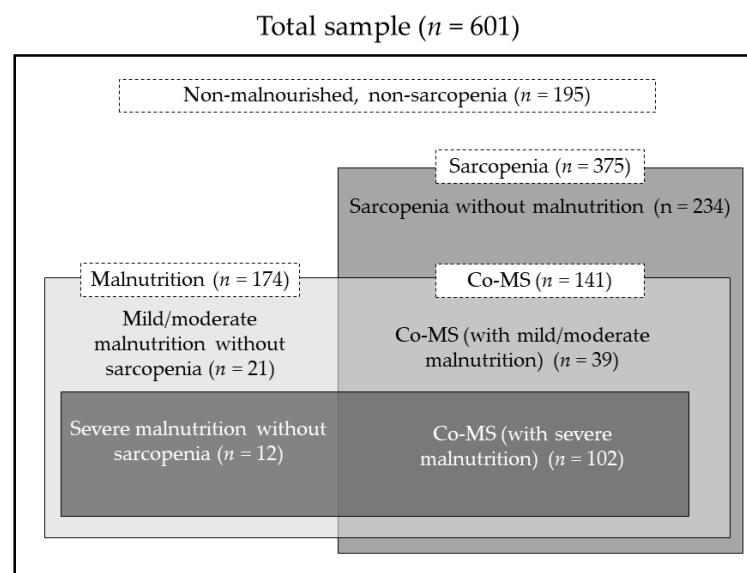 Total sample (n = 601)
Non-malnourished, non-sarcopenia (n = 195)
Sarcopenia (n = 375)
Sarcopenia without malnutrition (n = 234)
Malnutrition (n = 174)
Co-MS (n = 141)
Mild/moderate
malnutrition without
sarcopenia (n = 21)
Co-MS (with mild/moderate
malnutrition) (n = 39)
Severe malnutrition without
sarcopenia (n = 12)
Co-MS (with severe
malnutrition) (n = 102)